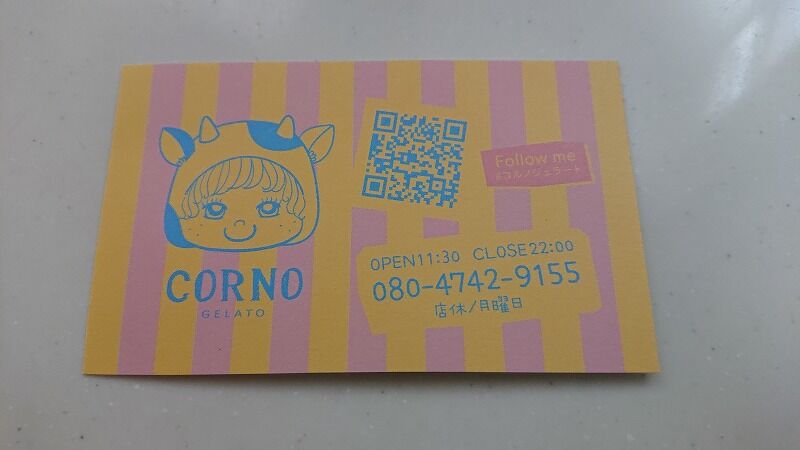 CORNO
GELATO
Follow me
#コルノジェラート
OPEN11:30 CLOSE22:00
080-4742-9155
店休/月曜日